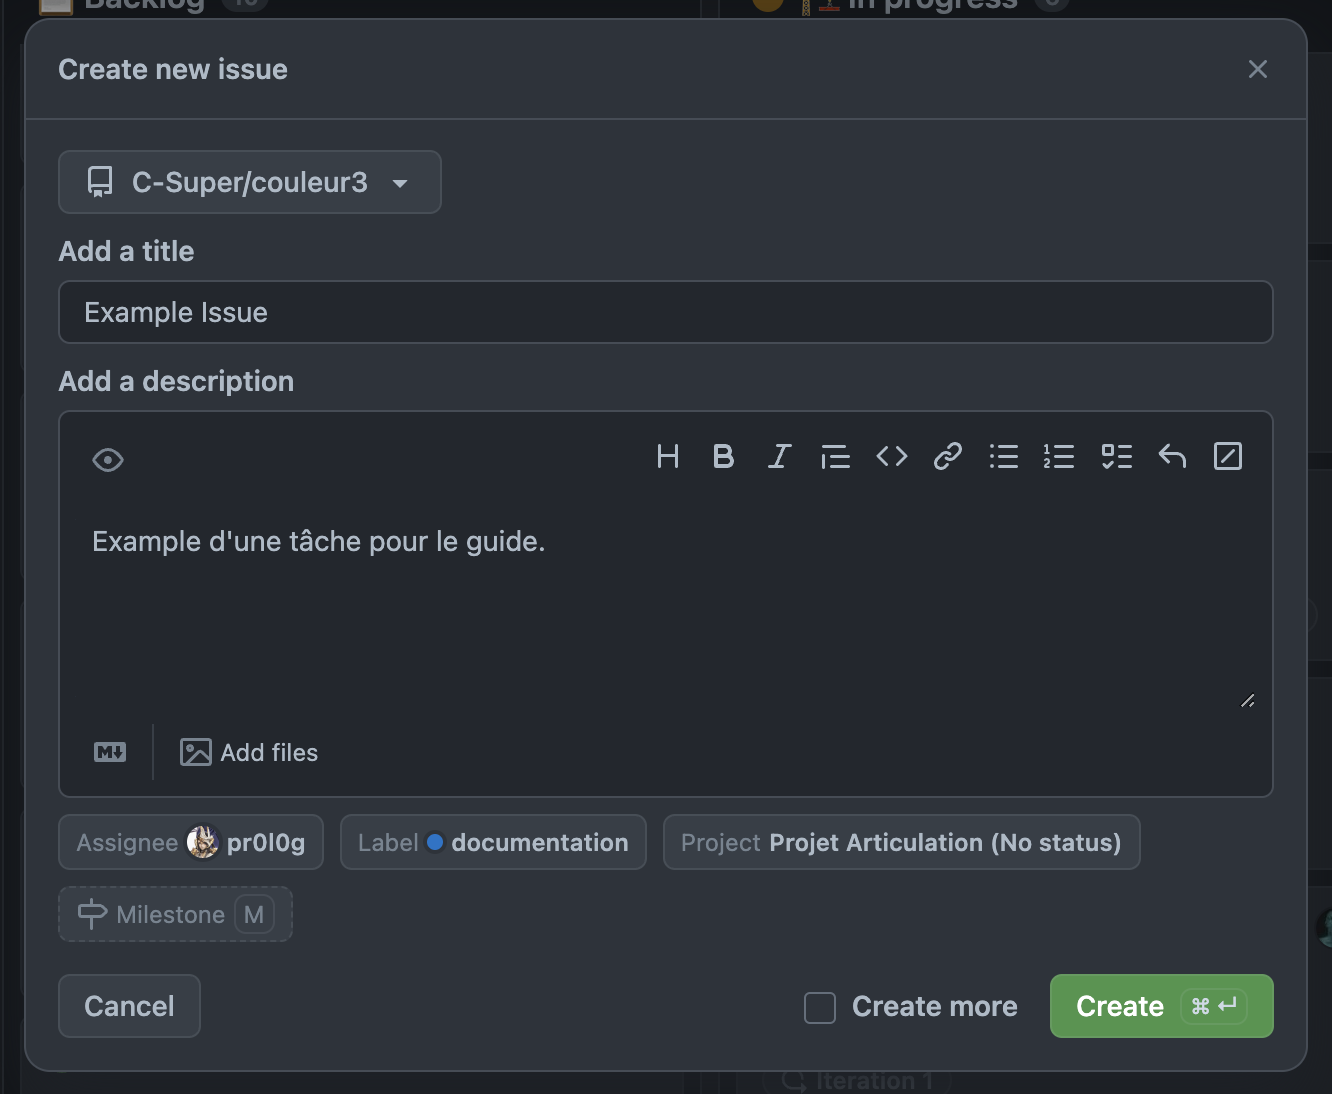 Backlog
In progress
Create new issue
C-Super/couleur3
Add a title
Example Issue
Add a description
H B I
Example d'une tâche pour le guide.
M Add files
Assignee pr0l0g Label documentation Project Projet Articulation (No status)
Milestone M
Cancel Create more Create ⌘ ↵
Iteration 1